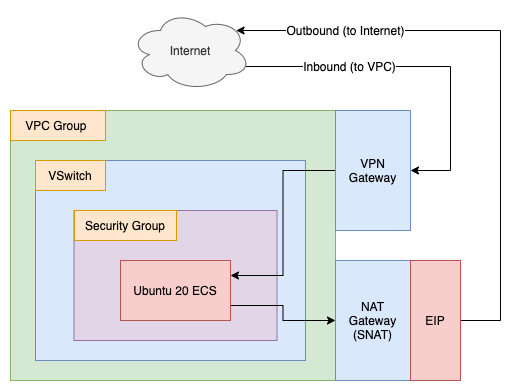 Outbound (to Internet)
Internet
Inbound (to VPC)
VPC Group
VPN
Gateway
VSwitch
Security Group
Ubuntu 20 ECS
NAT
Gateway
(SNAT)
EIP